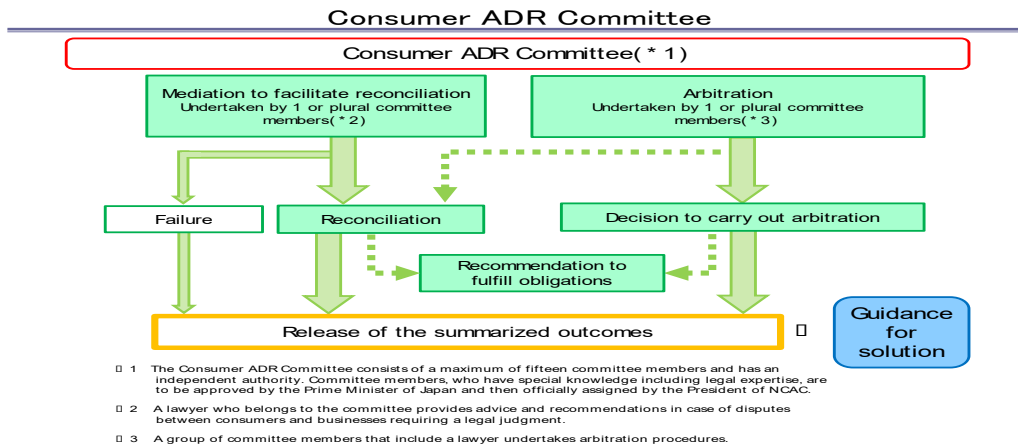 Consumer ADR Committee
Consumer ADR Committee( * 1)
Mediation to facilitate reconciliation
Undertaken by 1 or plural committee
members( * 2)
Arbitration
Undertaken by 1 or plural committee
members( * 3)
Failure
Reconciliation
Decision to carry out arbitration
Recommendation to
fulfill obligations
Release of the summarized outcomes
Guidance
for
solution
1 The Consumer ADR Committee consists of a maximum of fifteen committee members and has an
independent authority. Committee members, who have special knowledge including legal expertise, are
to be approved by the Prime Minister of Japan and then officially assigned by the President of NCAC.
2 A lawyer who belongs to the committee provides advice and recommendations in case of disputes
between consumers and businesses requiring a legal judgment.
3 A group of committee members that include a lawyer undertakes arbitration procedures.